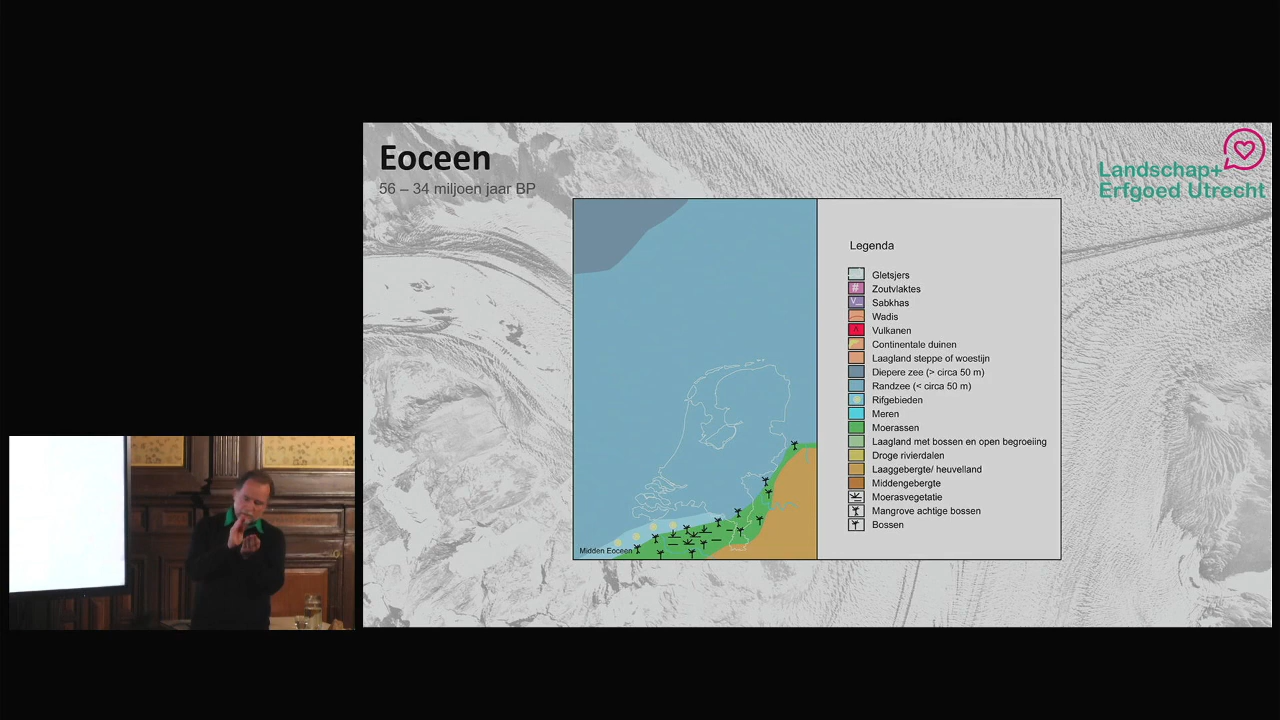 Eoceen
56 – 34 miljoen jaar BP
Landschap+
Erfgoed Utrecht
Legenda
Gletsjers
# Zoutvlaktes
Sabkhas
Wadis
Vulkanen
Continentale duinen
Laagland steppe of woestijn
Diepere zee (> circa 50 m)
Randzee (< circa 50 m)
Rifgebieden
Meren
Moerassen
Laagland met bossen en open begroeiing
Droge rivierdalen
Laaggebergte/ heuvelland
Middengebergte
Moerasvegetatie
Mangrove achtige bossen
Bossen
Midden Eoceen